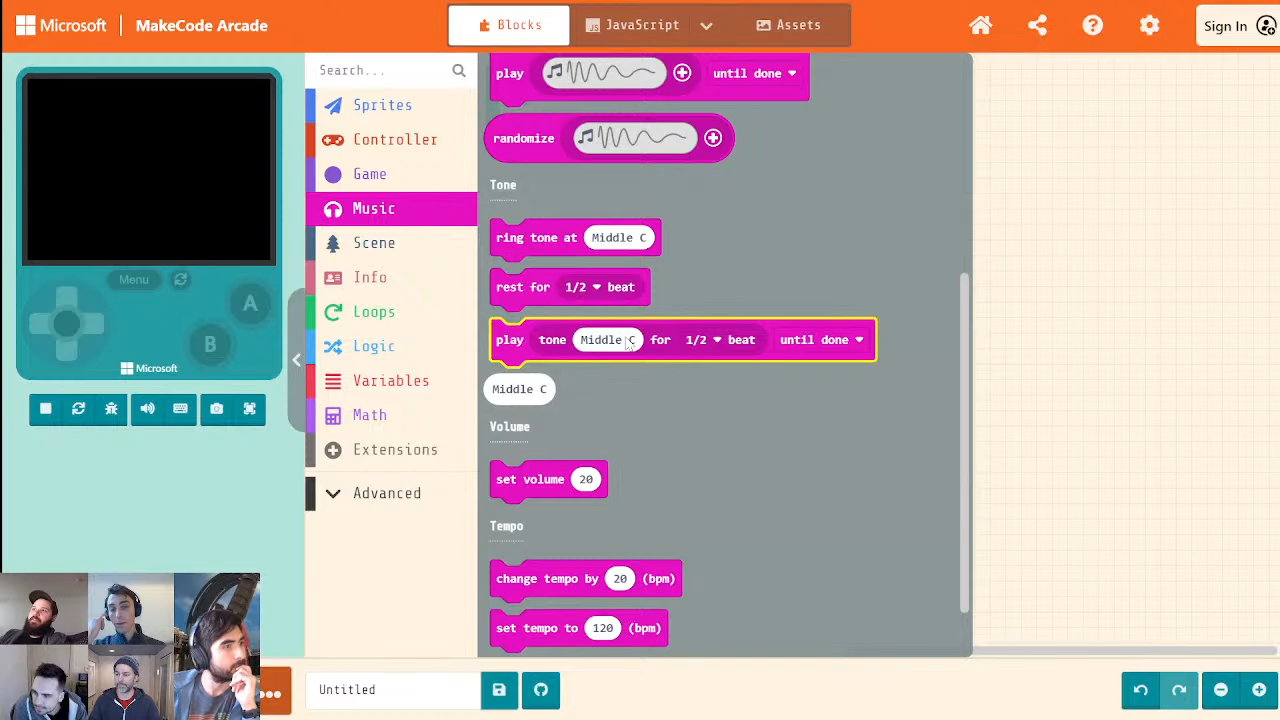 Microsoft MakeCode Arcade Blocks JavaScript Assets Sign In
Search...
Sprites
Controller
Game
Music
Scene
Info
Loops
Logic
Variables
Math
Extensions
Advanced
Menu
A
B
Microsoft
play until done
randomize
Tone
ring tone at Middle C
rest for 1/2 beat
play tone Middle C for 1/2 beat until done
Middle C
Volume
set volume 20
Tempo
change tempo by 20 (bpm)
set tempo to 120 (bpm)
Untitled